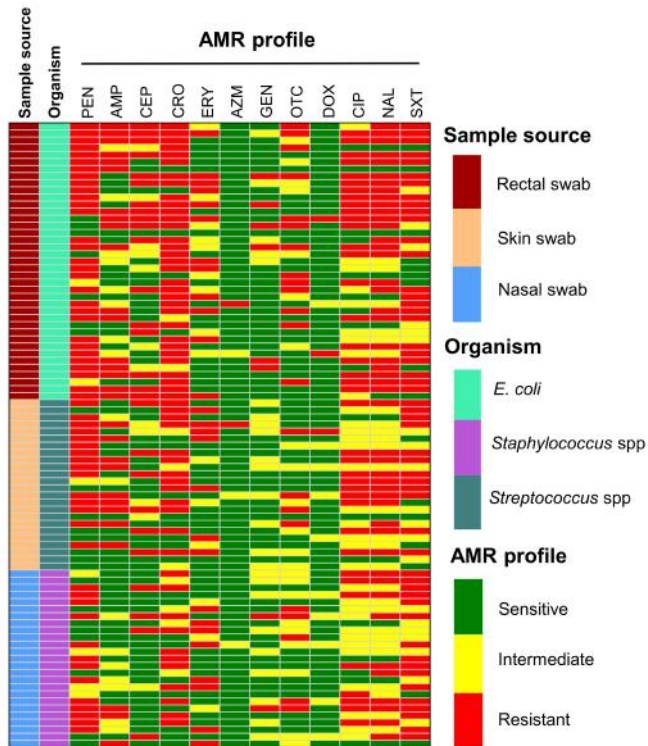 AMR profile
Sample source
Organism
PEN
AMP
CEP
CRO
ERY
AZM
GEN
OTC
DOX
CIP
NAL
SXT
Sample source
Rectal swab
Skin swab
Nasal swab
Organism
E. coli
Staphylococcus spp
Streptococcus spp
AMR profile
Sensitive
Intermediate
Resistant